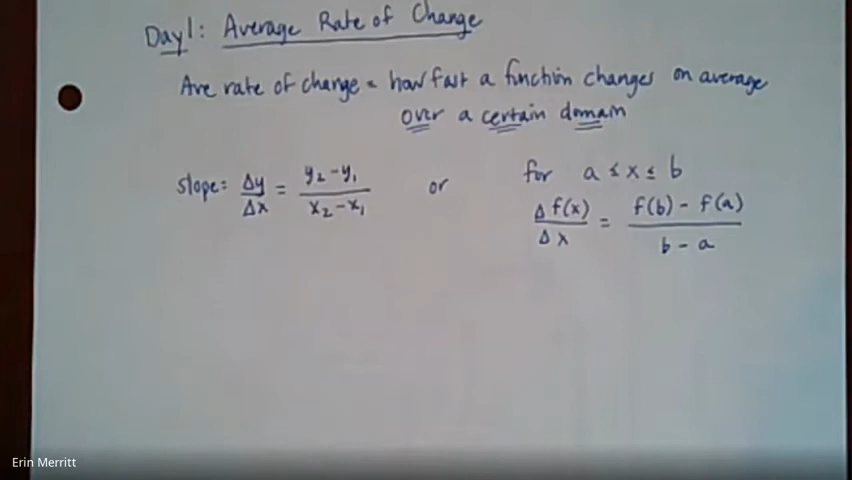 Day 1: Average Rate of Change
Ave rate of change = how fast a function changes on average
over a certain domain
slope: Δy/Δx = y₂-y₁/x₂-x₁ or for a ≤ x ≤ b
Δf(x)/Δx = f(b) - f(a)/b - a
Erin Merritt